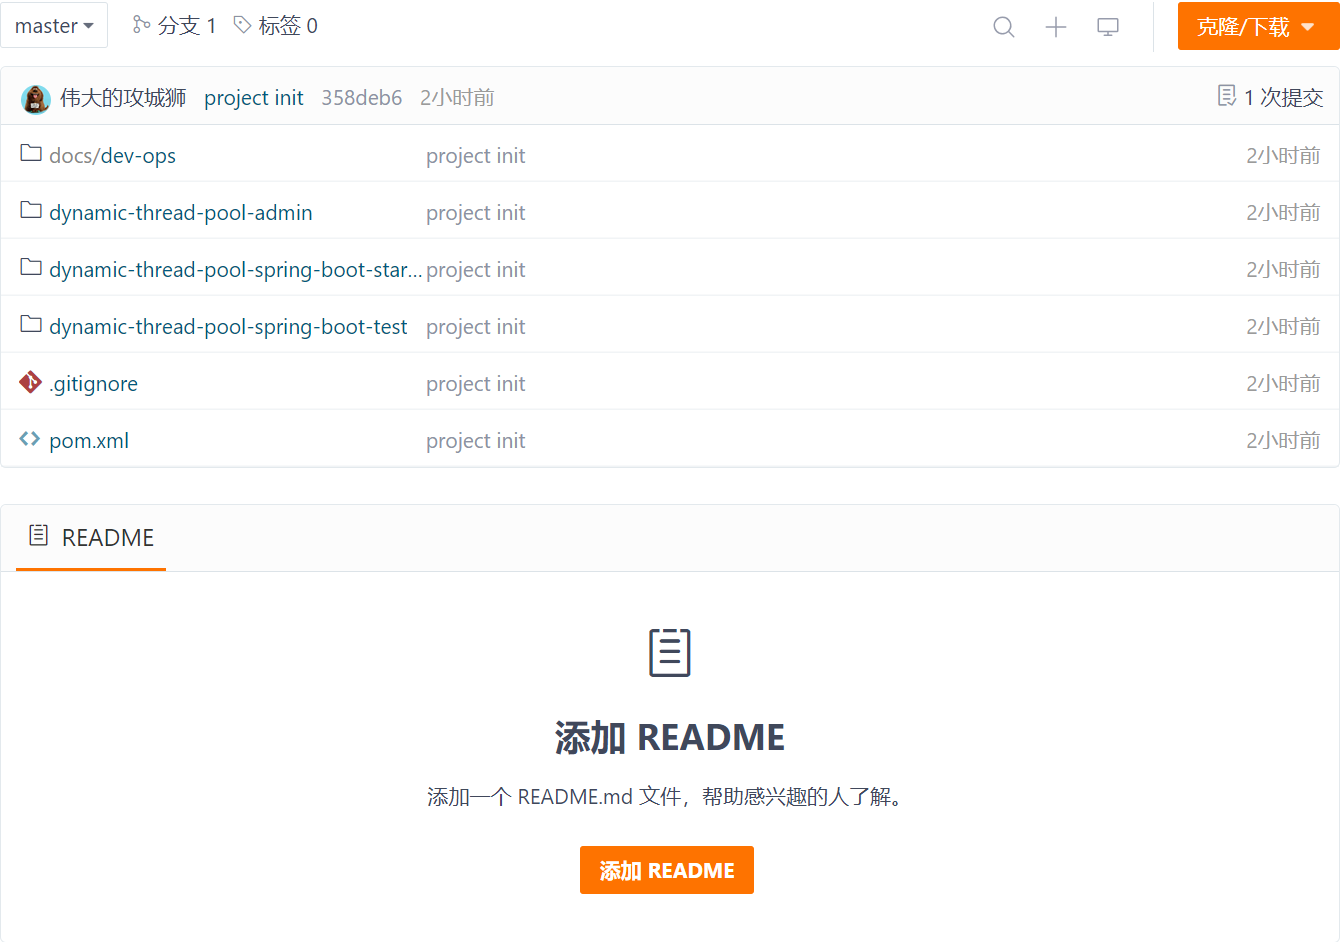 master 分支 1 标签 0 克隆/下载
伟大的攻城狮 project init 358deb6 2小时前 1 次提交
docs/dev-ops project init 2小时前
dynamic-thread-pool-admin project init 2小时前
dynamic-thread-pool-spring-boot-star... project init 2小时前
dynamic-thread-pool-spring-boot-test project init 2小时前
.gitignore project init 2小时前
pom.xml project init 2小时前
README
添加 README
添加一个 README.md 文件，帮助感兴趣的人了解。
添加 README